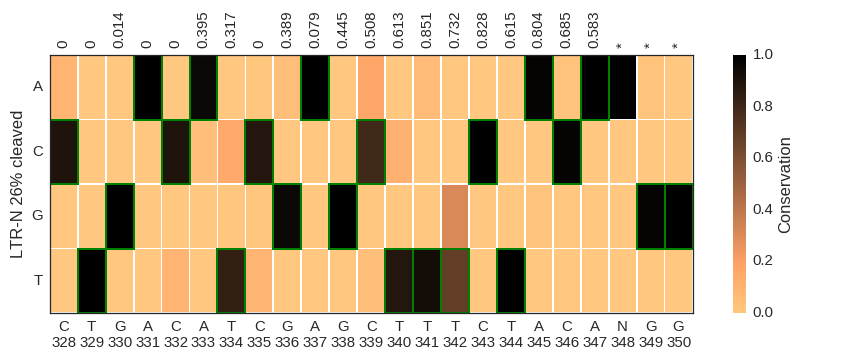 0 0 0.014 0 0 0.395 0.317 0 0.389 0.079 0.445 0.508 0.613 0.851 0.732 0.828 0.615 0.804 0.685 0.583 * * *
LTR-N 26% cleaved
A
C
G
T
C T G A C A T C G A G C T T T C T A C A N G G
328 329 330 331 332 333 334 335 336 337 338 339 340 341 342 343 344 345 346 347 348 349 350
1.0
0.8
0.6
0.4
0.2
0.0
Conservation